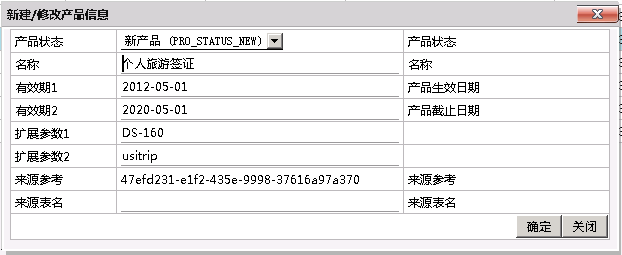 新建/修改产品信息
产品状态 新产品 (PRO_STATUS_NEW) 产品状态
名称 个人旅游签证 名称
有效期1 2012-05-01 产品生效日期
有效期2 2020-05-01 产品截止日期
扩展参数1 DS-160
扩展参数2 usitrip
来源参考 47efd231-e1f2-435e-9998-37616a97a370 来源参考
来源表名 来源表名
确定 关闭